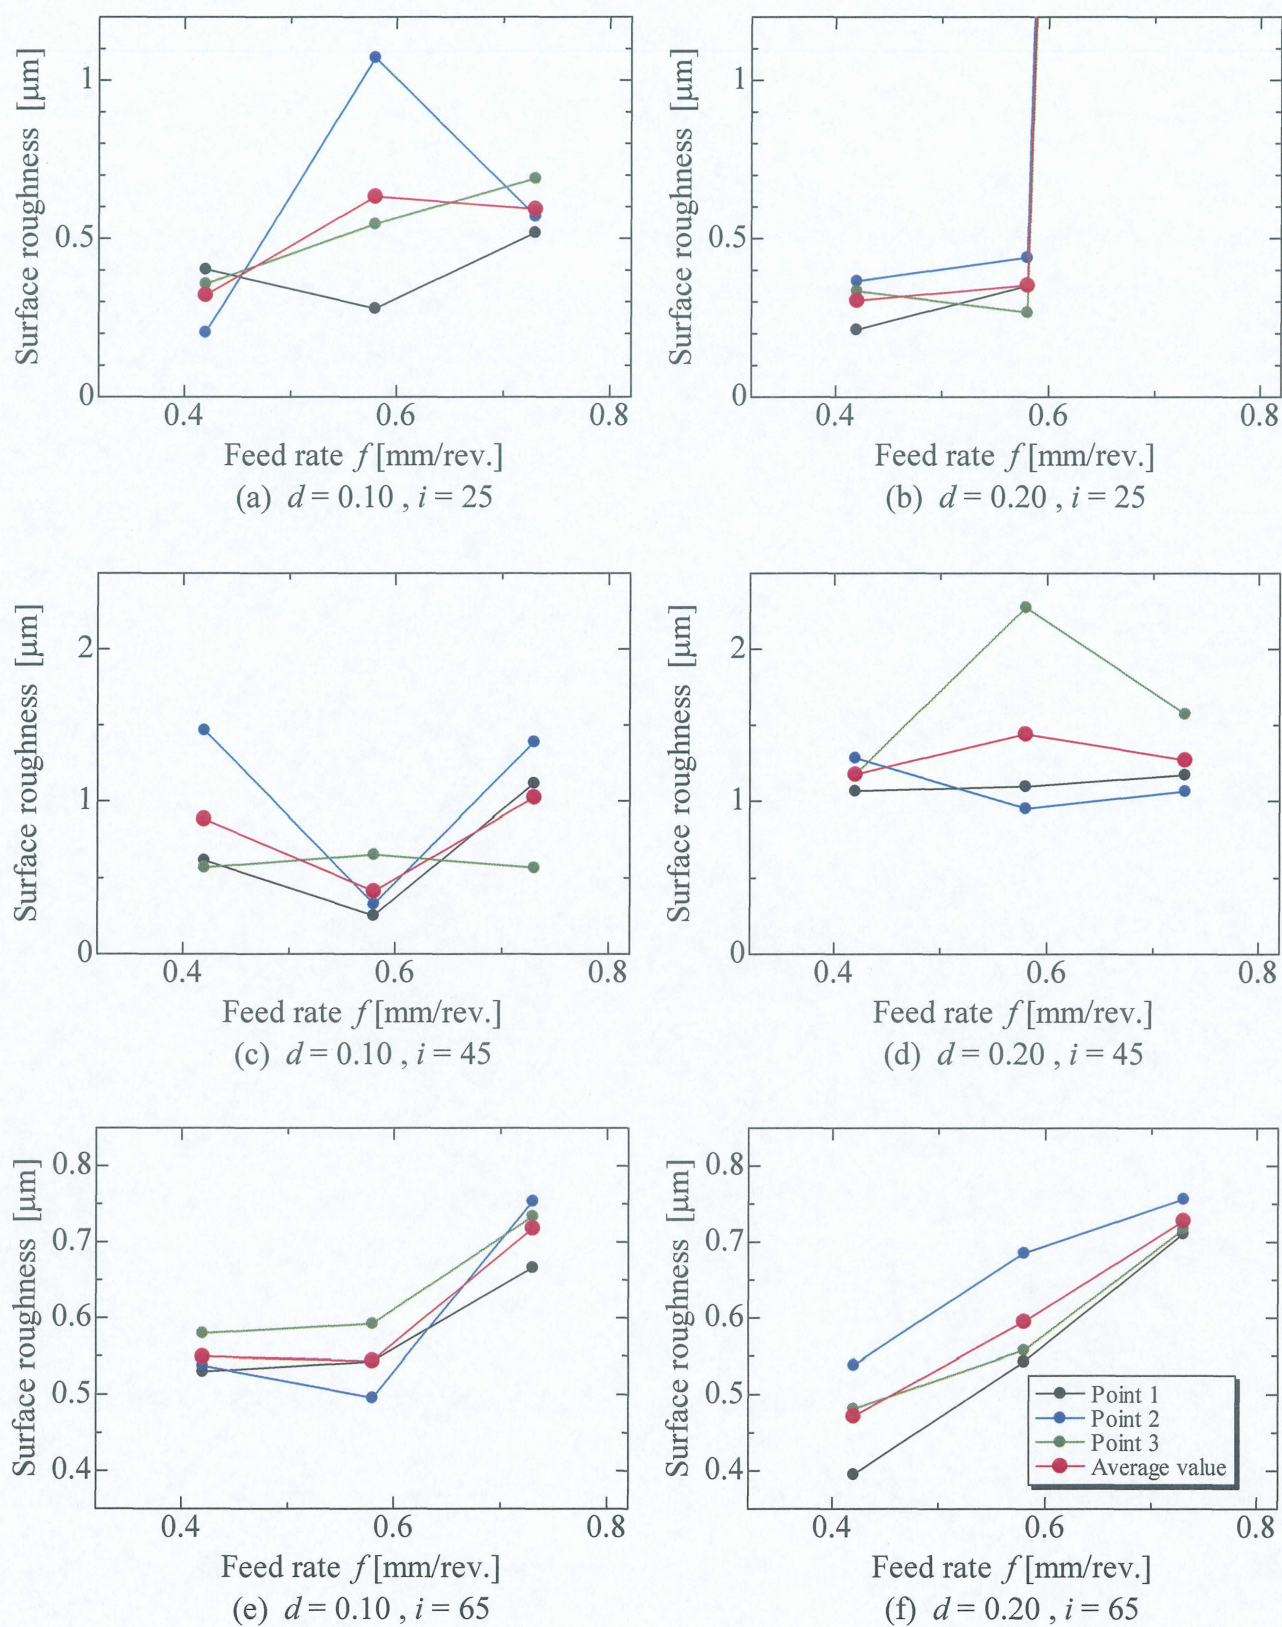 Surface roughness [μm]
1
0.5
0
0.4 0.6 0.8
Feed rate f [mm/rev.]
(a) d = 0.10 , i = 25
Surface roughness [μm]
1
0.5
0
0.4 0.6 0.8
Feed rate f [mm/rev.]
(b) d = 0.20 , i = 25
Surface roughness [μm]
2
1
0
0.4 0.6 0.8
Feed rate f [mm/rev.]
(c) d = 0.10 , i = 45
Surface roughness [μm]
2
1
0
0.4 0.6 0.8
Feed rate f [mm/rev.]
(d) d = 0.20 , i = 45
Surface roughness [μm]
0.8
0.7
0.6
0.5
0.4
0.4 0.6 0.8
Feed rate f [mm/rev.]
(e) d = 0.10 , i = 65
Surface roughness [μm]
0.8
0.7
0.6
0.5
0.4
Point 1
Point 2
Point 3
Average value
0.4 0.6 0.8
Feed rate f [mm/rev.]
(f) d = 0.20 , i = 65